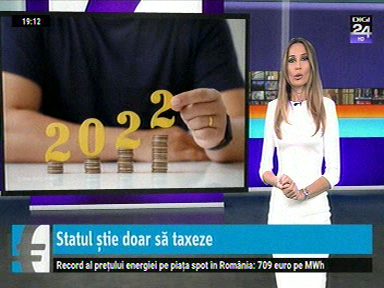 19:12
DIGI
24
HD
2022
€
Statul știe doar să taxeze
Record al prețului energiei pe piața spot în România: 709 euro pe MWh